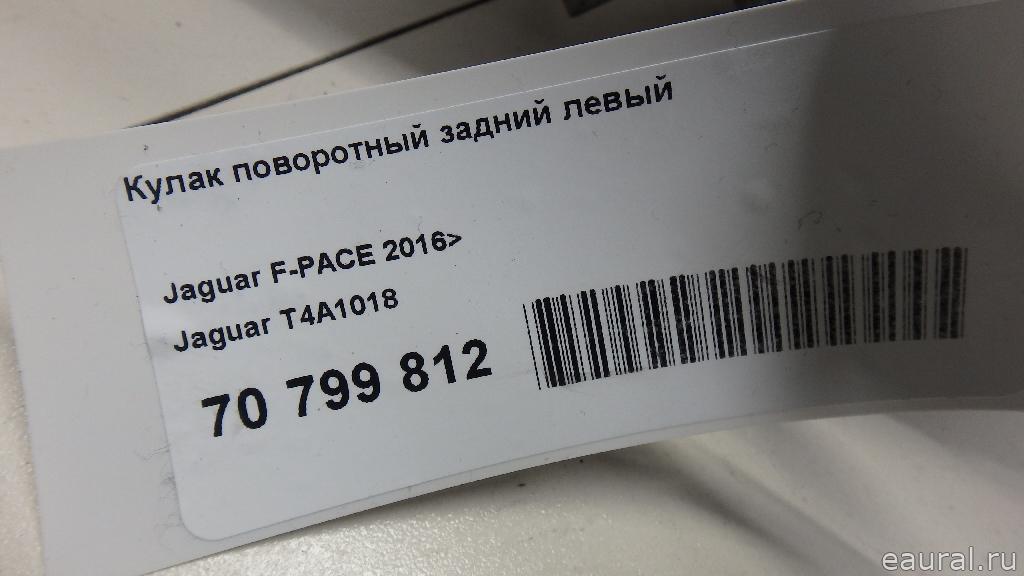 Кулак поворотный задний левый
Jaguar F-PACE 2016>
Jaguar T4A1018
70 799 812
eaural.ru